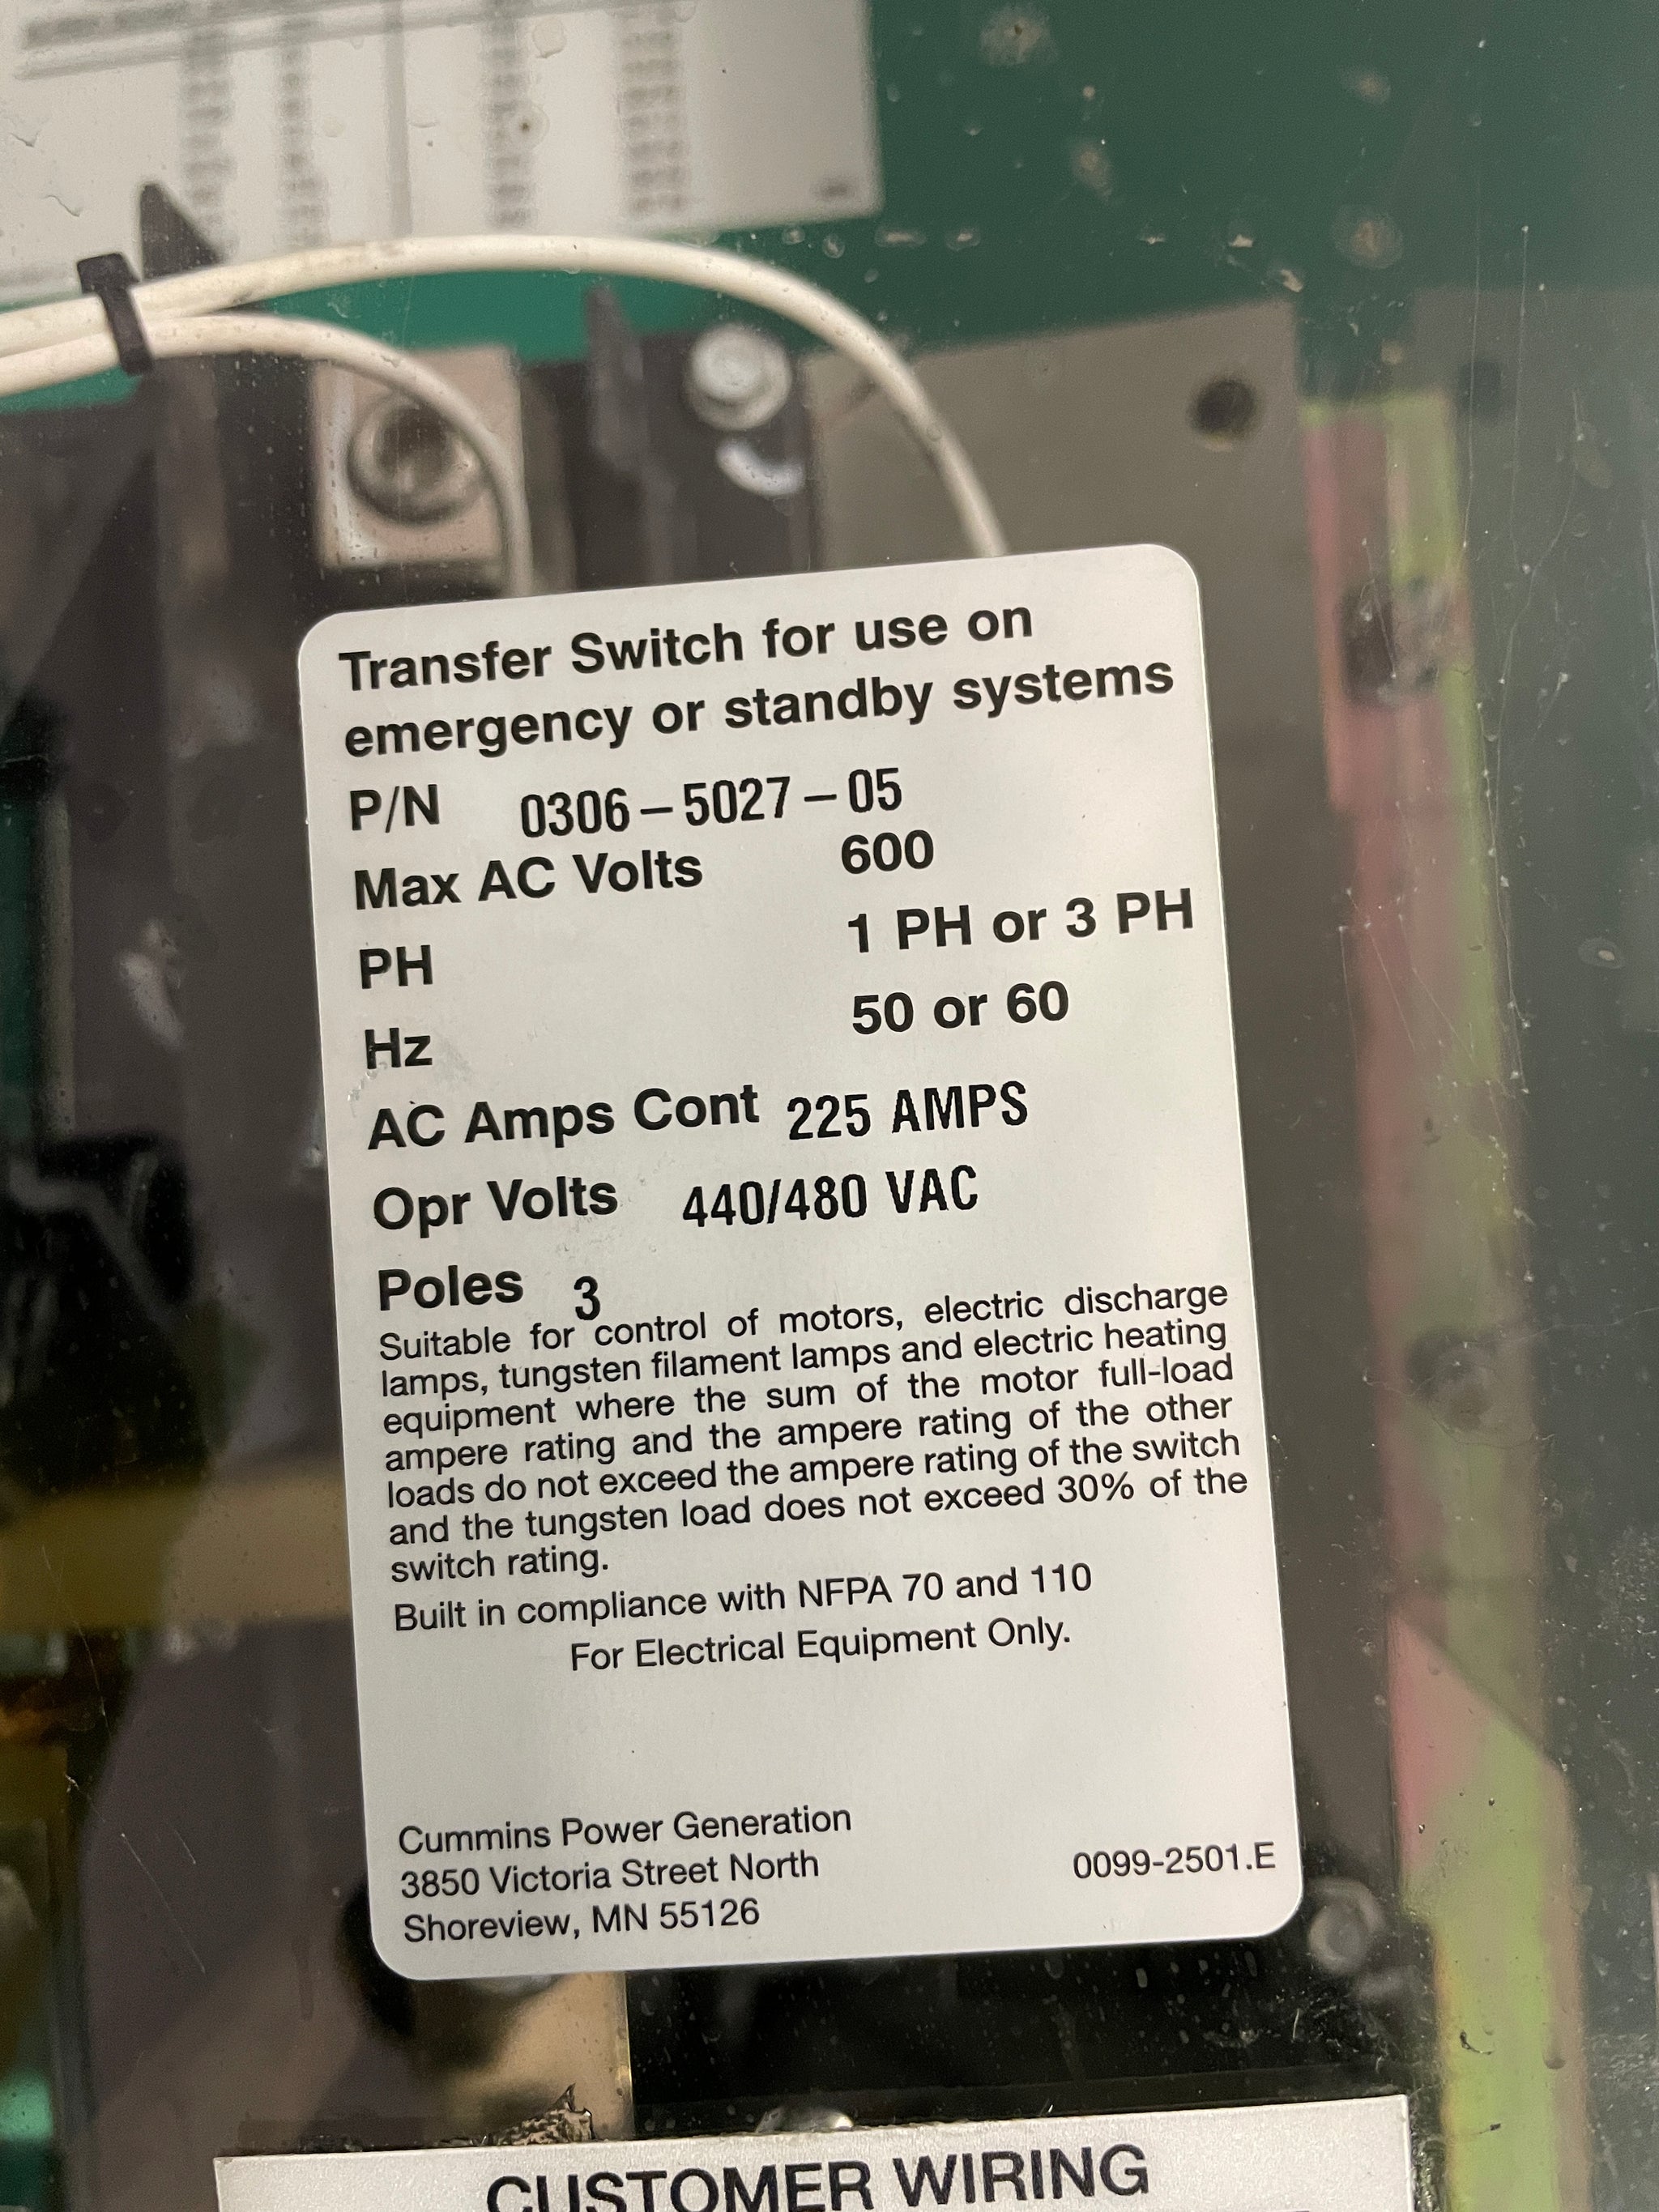 Transfer Switch for use on
emergency or standby systems
P/N 0306-5027-05
Max AC Volts 600
PH 1 PH or 3 PH
Hz 50 or 60
AC Amps Cont 225 AMPS
Opr Volts 440/480 VAC
Poles 3
Suitable for control of motors, electric discharge
lamps, tungsten filament lamps and electric heating
equipment where the sum of the motor full-load
ampere rating and the ampere rating of the other
loads do not exceed the ampere rating of the switch
and the tungsten load does not exceed 30% of the
switch rating.
Built in compliance with NFPA 70 and 110
For Electrical Equipment Only.
Cummins Power Generation
3850 Victoria Street North
Shoreview, MN 55126
0099-2501.E
CUSTOMER WIRING